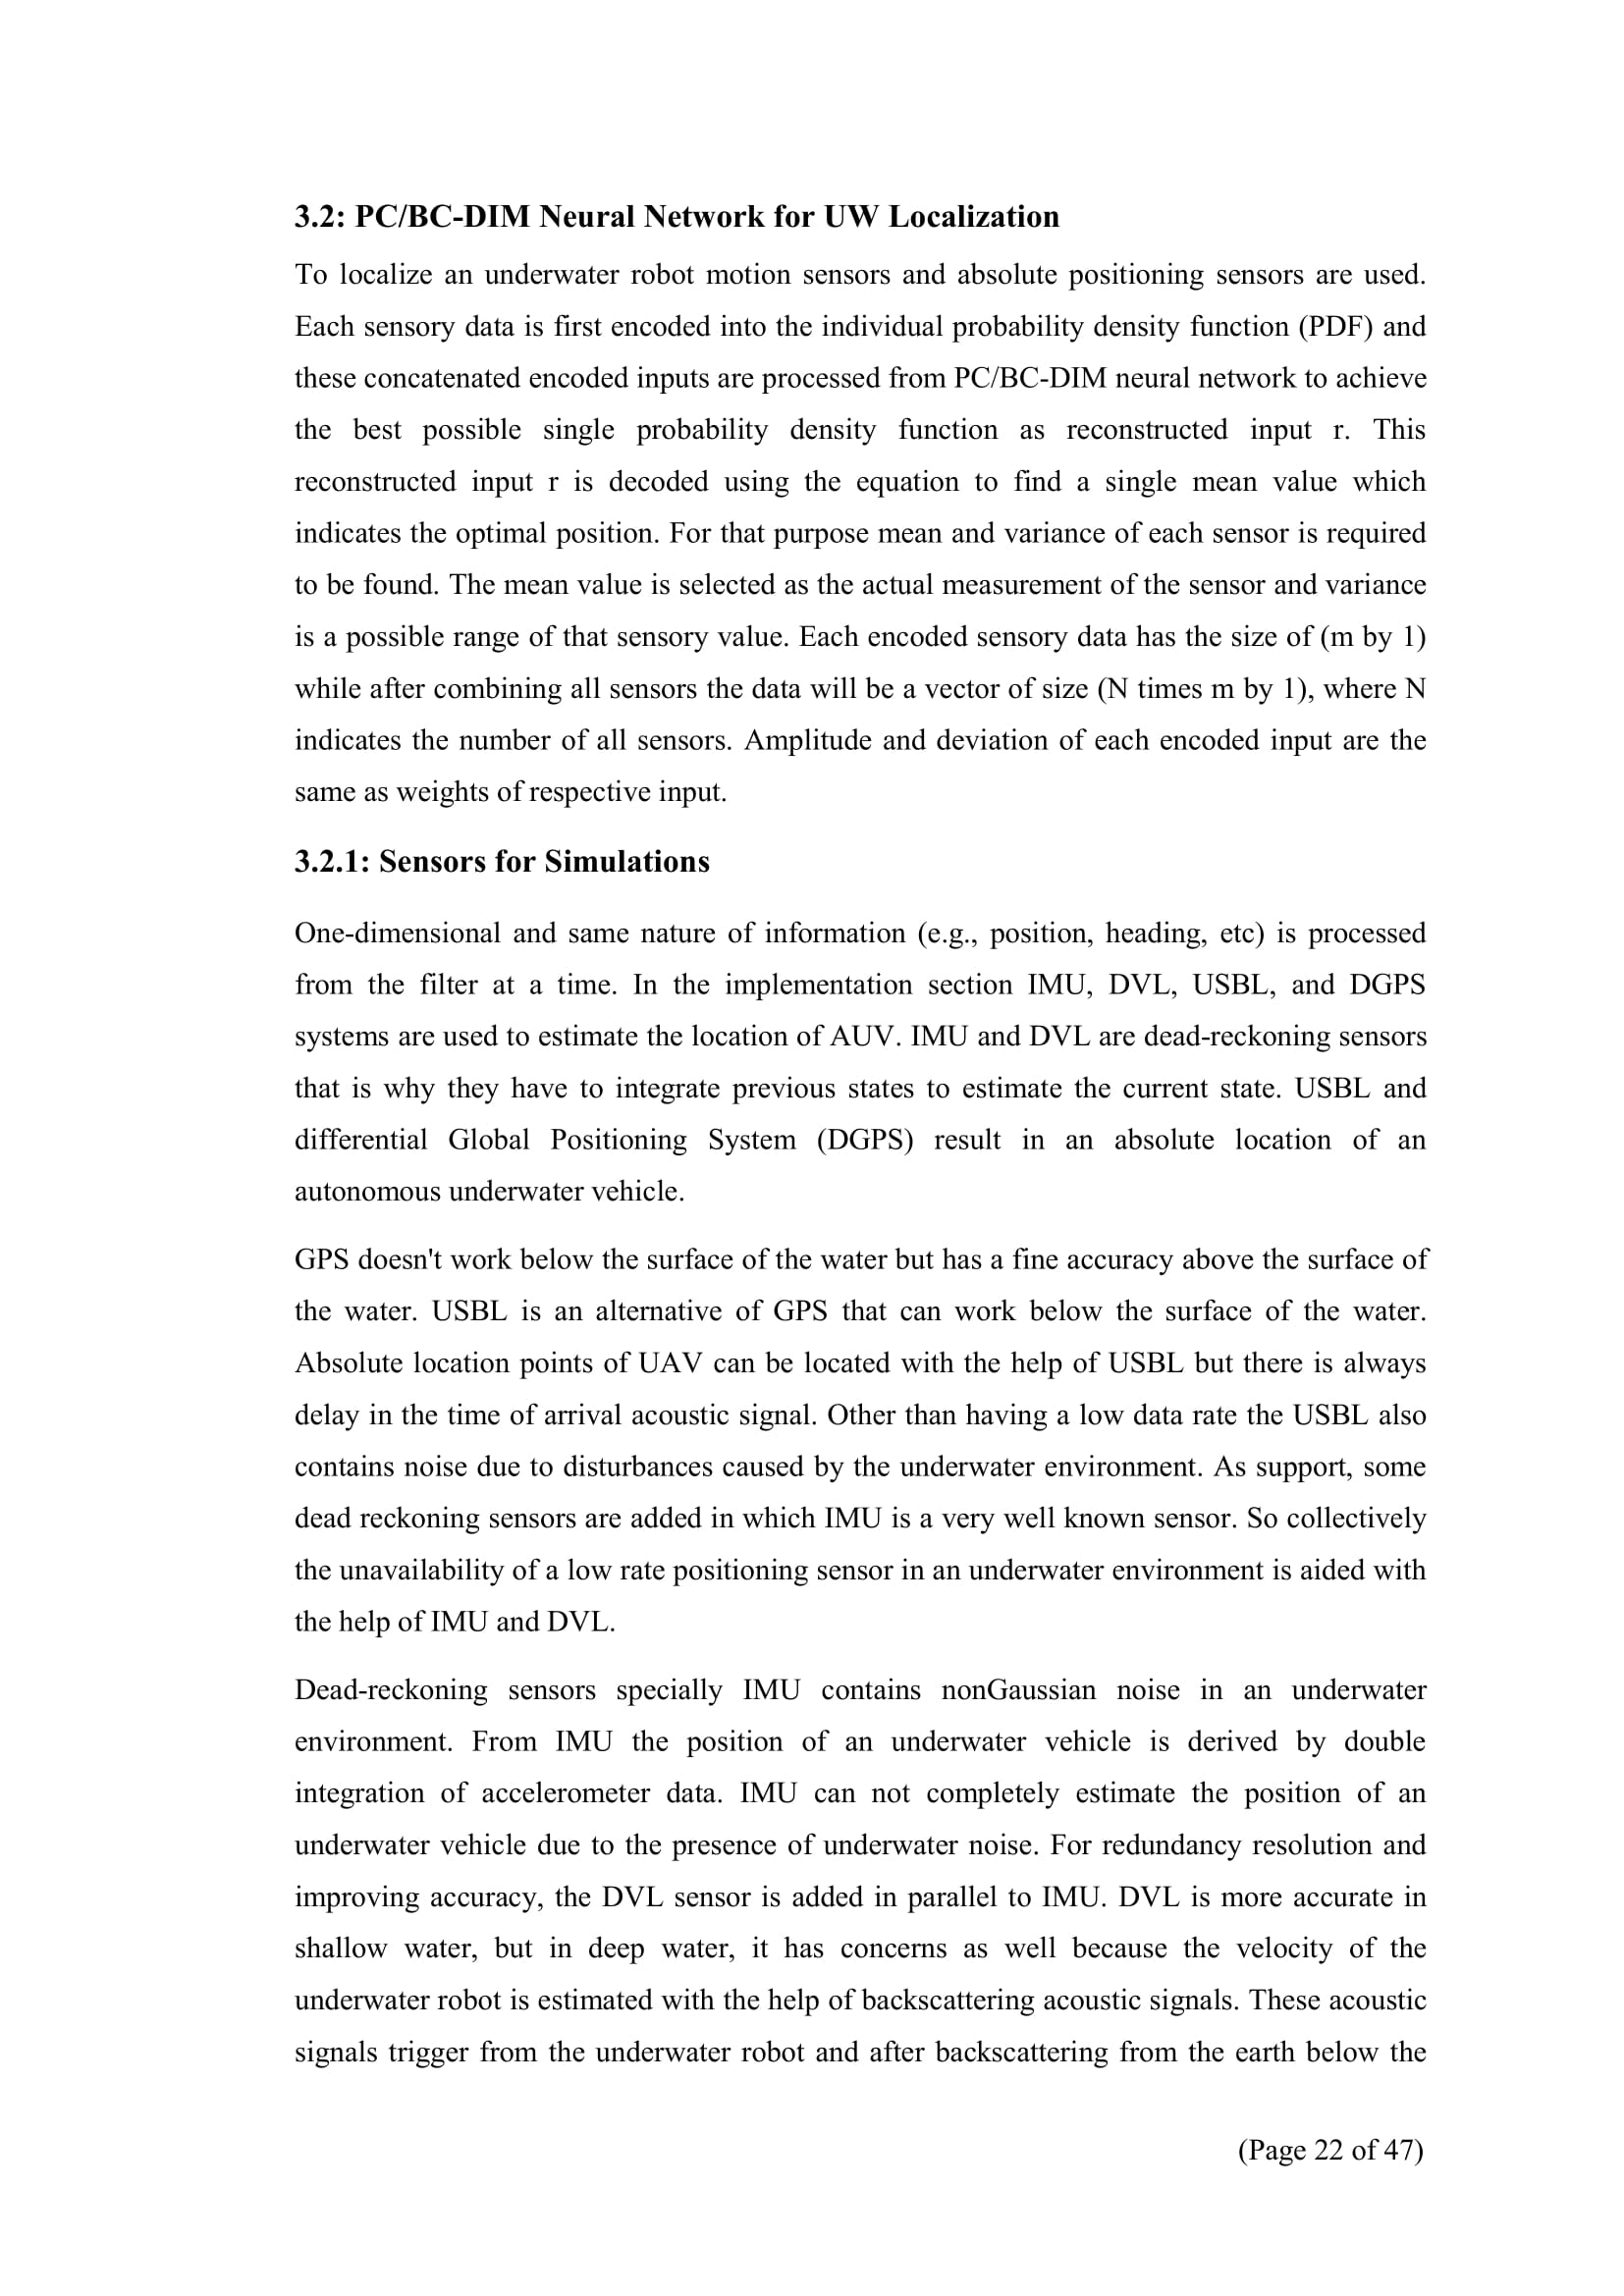 3.2: PC/BC-DIM Neural Network for UW Localization
To localize an underwater robot motion sensors and absolute positioning sensors are used.
Each sensory data is first encoded into the individual probability density function (PDF) and
these concatenated encoded inputs are processed from PC/BC-DIM neural network to achieve
the best possible single probability density function as reconstructed input r. This
reconstructed input r is decoded using the equation to find a single mean value which
indicates the optimal position. For that purpose mean and variance of each sensor is required
to be found. The mean value is selected as the actual measurement of the sensor and variance
is a possible range of that sensory value. Each encoded sensory data has the size of (m by 1)
while after combining all sensors the data will be a vector of size (N times m by 1), where N
indicates the number of all sensors. Amplitude and deviation of each encoded input are the
same as weights of respective input.
3.2.1: Sensors for Simulations
One-dimensional and same nature of information (e.g., position, heading, etc) is processed
from the filter at a time. In the implementation section IMU, DVL, USBL, and DGPS
systems are used to estimate the location of AUV. IMU and DVL are dead-reckoning sensors
that is why they have to integrate previous states to estimate the current state. USBL and
differential Global Positioning System (DGPS) result in an absolute location of an
autonomous underwater vehicle.
GPS doesn't work below the surface of the water but has a fine accuracy above the surface of
the water. USBL is an alternative of GPS that can work below the surface of the water.
Absolute location points of UAV can be located with the help of USBL but there is always
delay in the time of arrival acoustic signal. Other than having a low data rate the USBL also
contains noise due to disturbances caused by the underwater environment. As support, some
dead reckoning sensors are added in which IMU is a very well known sensor. So collectively
the unavailability of a low rate positioning sensor in an underwater environment is aided with
the help of IMU and DVL.
Dead-reckoning sensors specially IMU contains nonGaussian noise in an underwater
environment. From IMU the position of an underwater vehicle is derived by double
integration of accelerometer data. IMU can not completely estimate the position of an
underwater vehicle due to the presence of underwater noise. For redundancy resolution and
improving accuracy, the DVL sensor is added in parallel to IMU. DVL is more accurate in
shallow water, but in deep water, it has concerns as well because the velocity of the
underwater robot is estimated with the help of backscattering acoustic signals. These acoustic
signals trigger from the underwater robot and after backscattering from the earth below the
(Page 22 of 47)